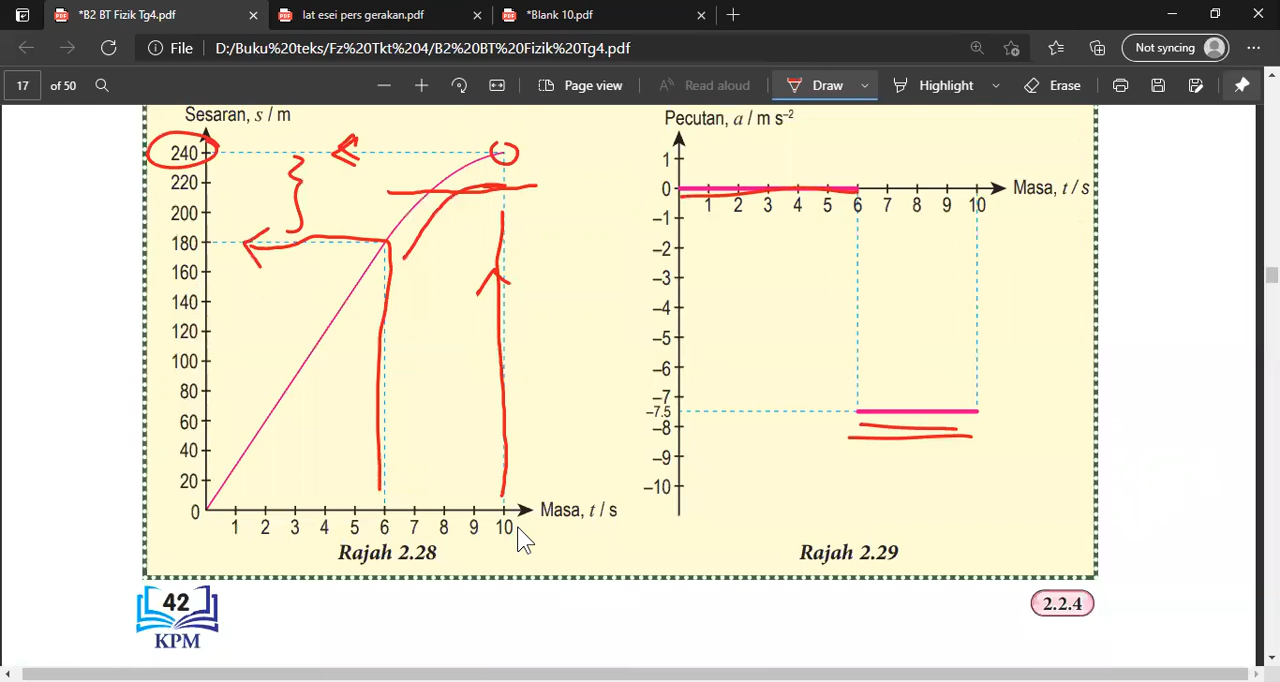 *B2 BT Fizik Tg4.pdf
lat esei pers gerakan.pdf
*Blank 10.pdf
File D:/Buku%20teks/Fz%20Tkt%204/B2%20BT%20Fizik%20Tg4.pdf Not syncing
17 of 50 Page view Read aloud Draw Highlight Erase
Sesaran, s / m
240
220
200
180
160
140
120
100
80
60
40
20
0
1 2 3 4 5 6 7 8 9 10
Masa, t / s
Rajah 2.28
Pecutan, a / m s⁻²
1
0
1 2 3 4 5 6 7 8 9 10
Masa, t / s
–1
–2
–3
–4
–5
–6
–7
–7.5
–8
–9
–10
Rajah 2.29
42
KPM
2.2.4